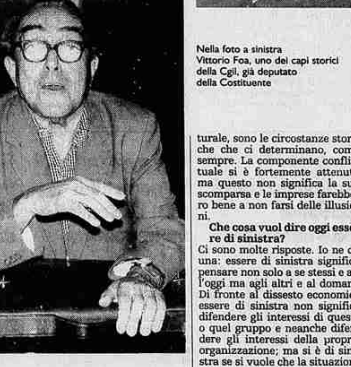 Nella foto a sinistra
Vittorio Foa, uno dei capi storici
della Cgil, già deputato
della Costituente
turale, sono le circostanze stor
che che ci determinano, com
sempre. La componente confli
tuale si è fortemente attenut
ma questo non significa la su
scomparsa e le imprese farebb
ro bene a non farsi delle illusio
ni.
Che cosa vuol dire oggi esse
re di sinistra?
Ci sono molte risposte. Io ne d
una: essere di sinistra signific
pensare non solo a se stessi e al
l'oggi ma agli altri e al doman
Di fronte al dissesto economic
essere di sinistra non signific
difendere gli interessi di quest
o quel gruppo e neanche difen
dere gli interessi della propr
organizzazione; ma si è di sin
stra se si vuole che la situazion